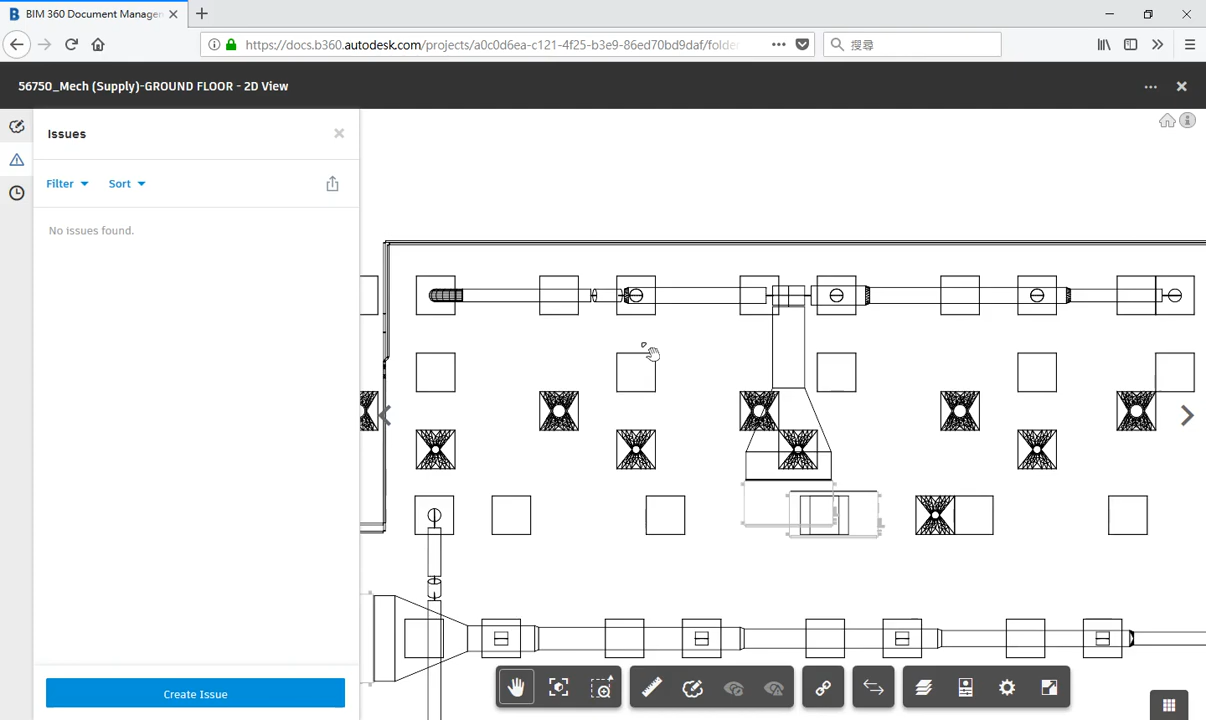 BIM 360 Document Managem
https://docs.b360.autodesk.com/projects/a0c0d6ea-c121-4f25-b3e9-86ed70bd9daf/folde
搜尋
56750_Mech (Supply)-GROUND FLOOR - 2D View
Issues
Filter Sort
No issues found.
Create Issue